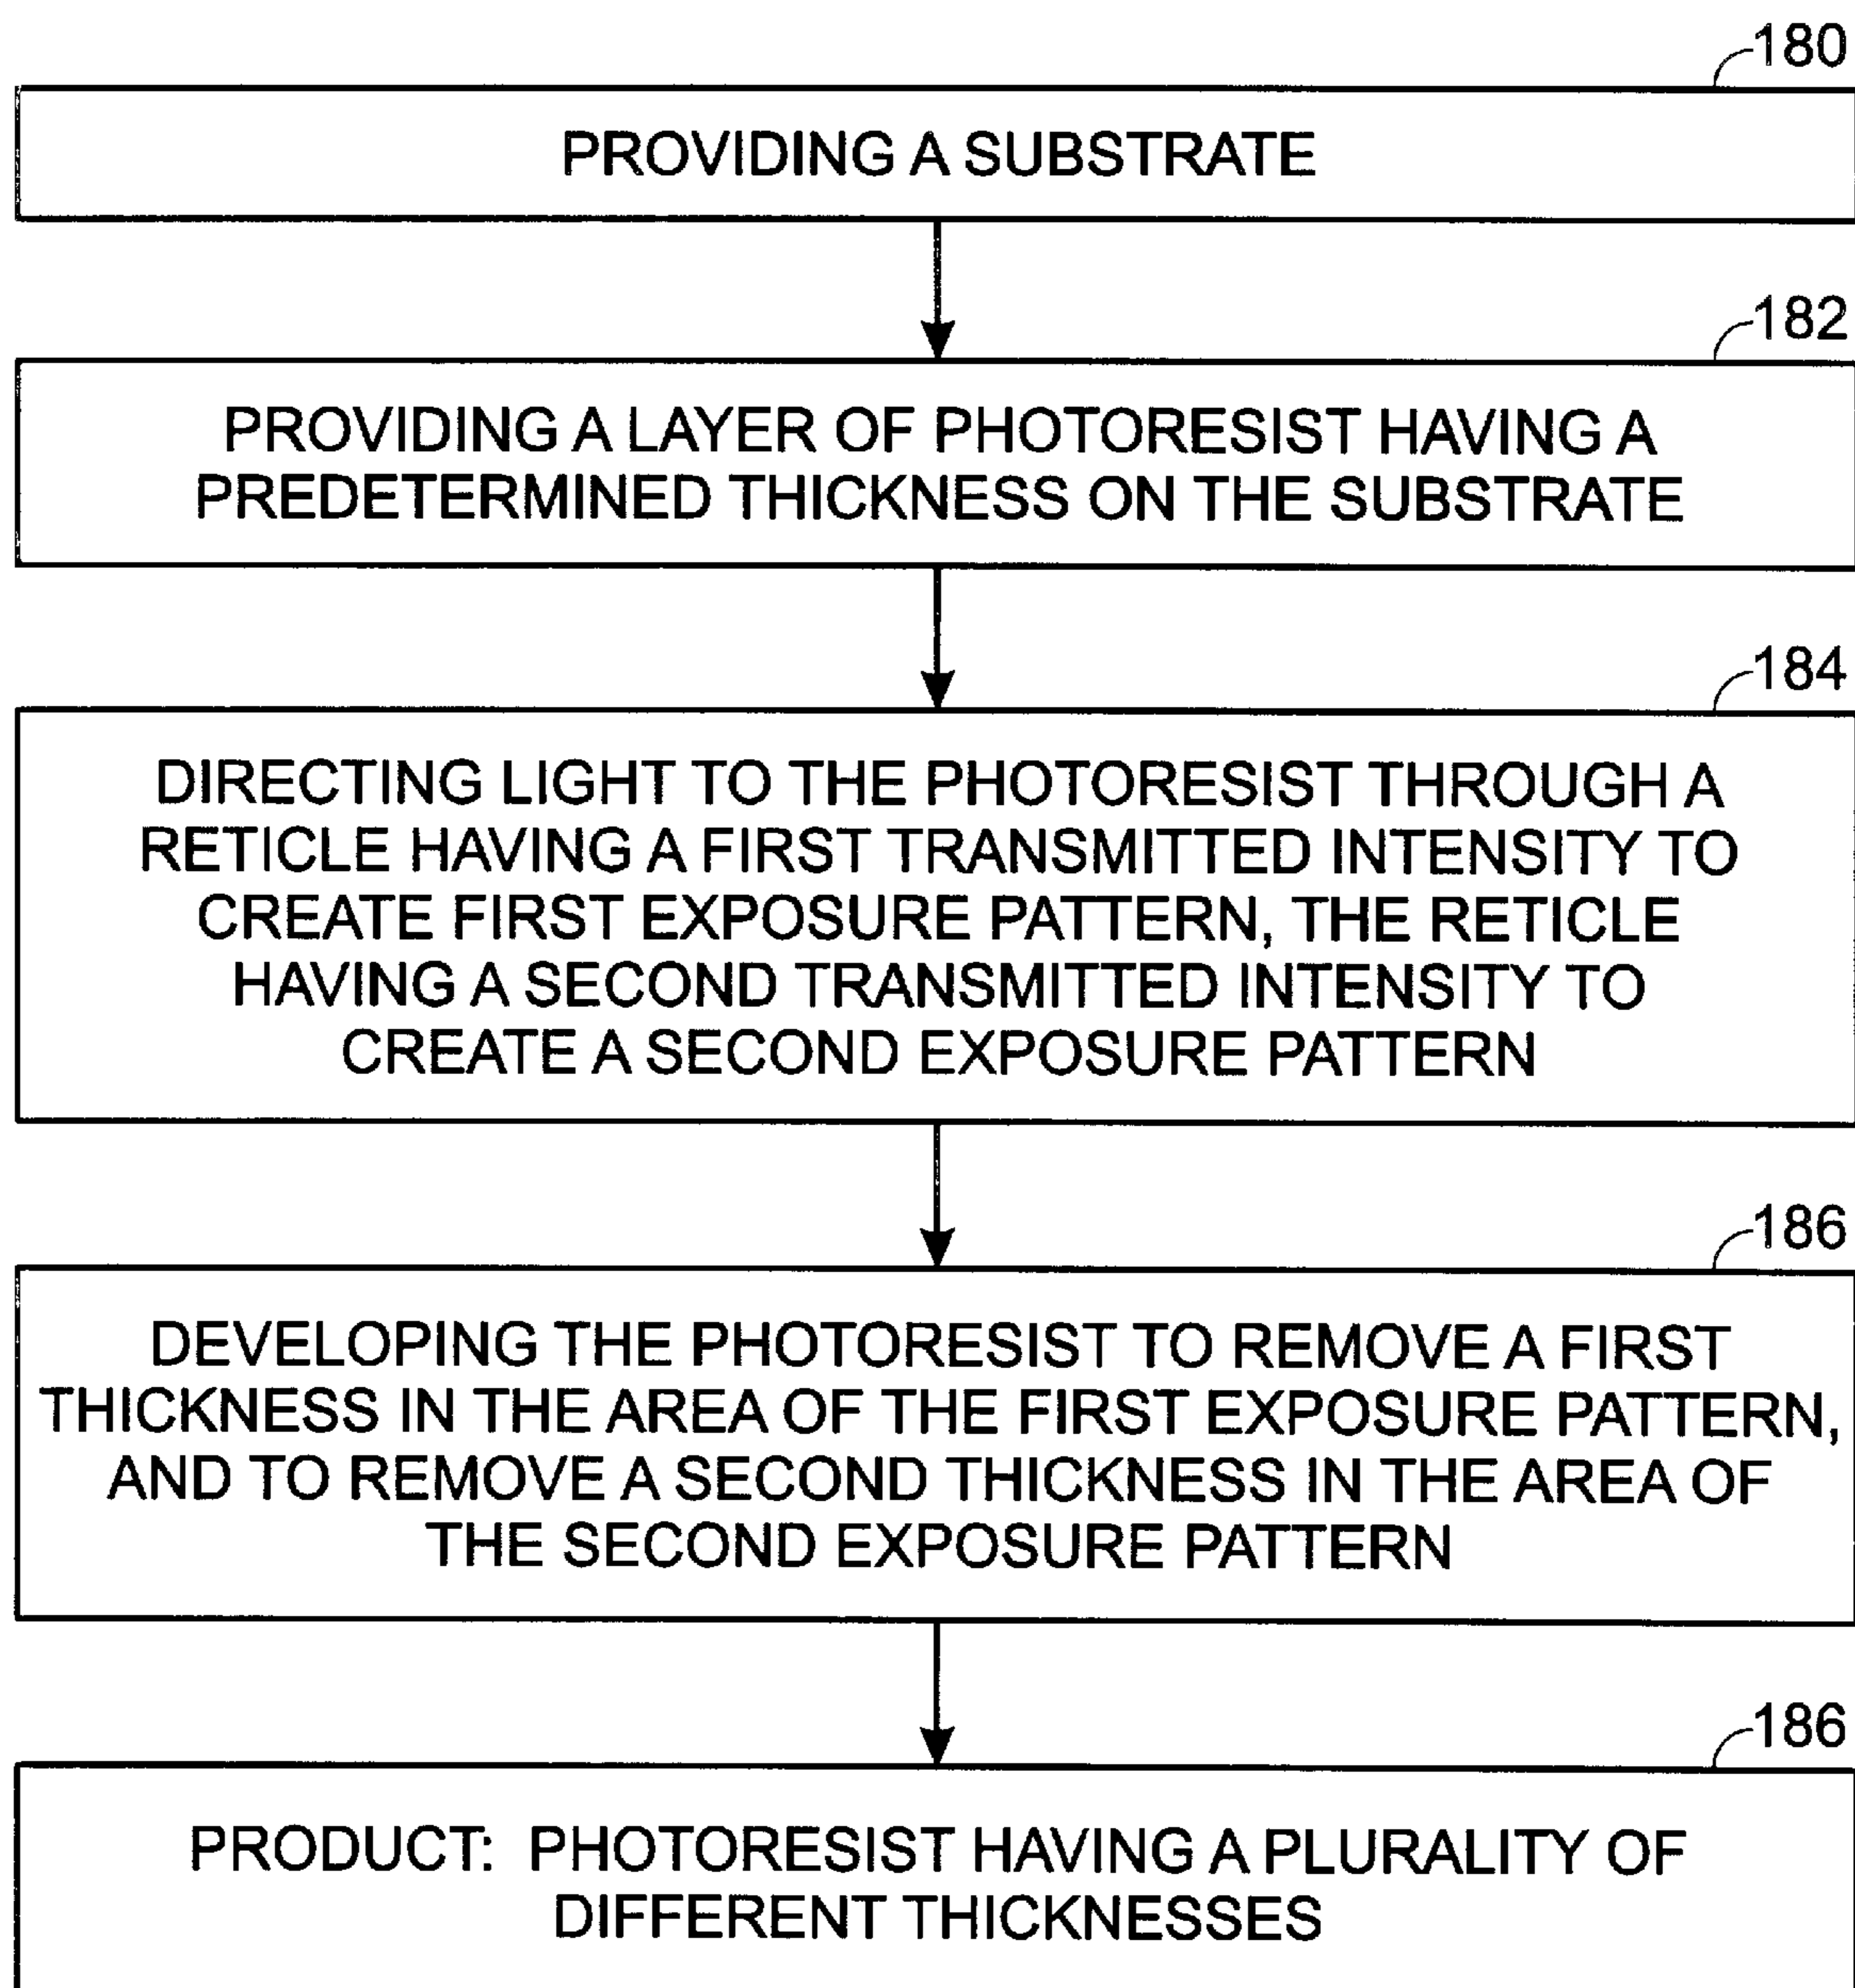 180
PROVIDING A SUBSTRATE
182
PROVIDING A LAYER OF PHOTORESIST HAVING A
PREDETERMINED THICKNESS ON THE SUBSTRATE
184
DIRECTING LIGHT TO THE PHOTORESIST THROUGH A
RETICLE HAVING A FIRST TRANSMITTED INTENSITY TO
CREATE FIRST EXPOSURE PATTERN, THE RETICLE
HAVING A SECOND TRANSMITTED INTENSITY TO
CREATE A SECOND EXPOSURE PATTERN
186
DEVELOPING THE PHOTORESIST TO REMOVE A FIRST
THICKNESS IN THE AREA OF THE FIRST EXPOSURE PATTERN,
AND TO REMOVE A SECOND THICKNESS IN THE AREA OF
THE SECOND EXPOSURE PATTERN
186
PRODUCT: PHOTORESIST HAVING A PLURALITY OF
DIFFERENT THICKNESSES